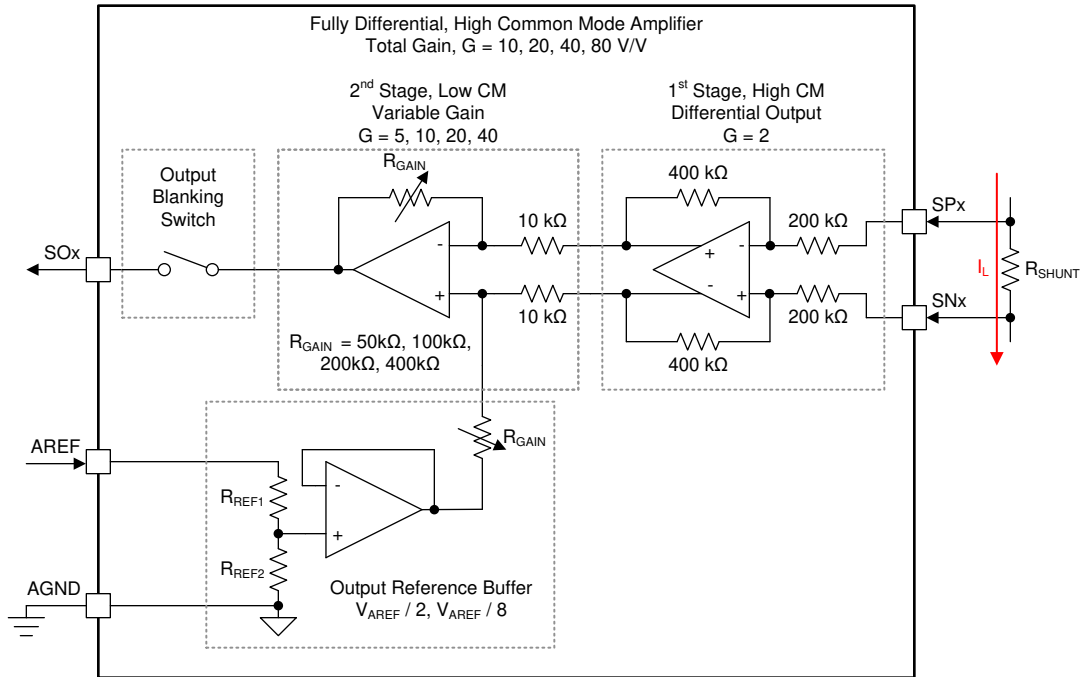 Fully Differential, High Common Mode Amplifier
Total Gain, G = 10, 20, 40, 80 V/V
2nd Stage, Low CM
Variable Gain
G = 5, 10, 20, 40
1st Stage, High CM
Differential Output
G = 2
Output
Blanking
Switch
RGAIN
400 kΩ
10 kΩ
200 kΩ
SPx
SOx
-
+
+
-
-
+
IL
RSHUNT
SNx
10 kΩ
200 kΩ
RGAIN = 50kΩ, 100kΩ,
200kΩ, 400kΩ
400 kΩ
AREF
RGAIN
RREF1
-
+
RREF2
AGND
Output Reference Buffer
VAREF / 2, VAREF / 8